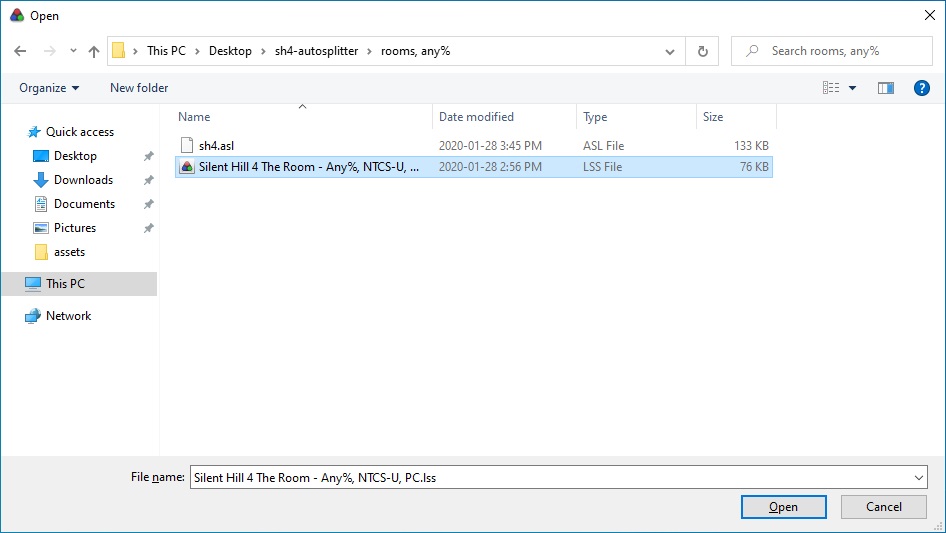 Open
This PC > Desktop > sh4-autosplitter > rooms, any%
Search rooms, any%
Organize
New folder
?
Name
Date modified
Type
Size
sh4.asl 2020-01-28 3:45 PM ASL File 133 KB
Silent Hill 4 The Room - Any%, NTCS-U, ... 2020-01-28 2:56 PM LSS File 76 KB
Quick access
Desktop
Downloads
Documents
Pictures
assets
This PC
Network
File name: Silent Hill 4 The Room - Any%, NTCS-U, PC.lss
Open
Cancel